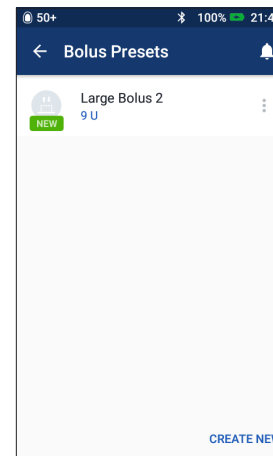 50+ 100% 21:4
Bolus Presets
Large Bolus 2
NEW
9 U
CREATE NEW